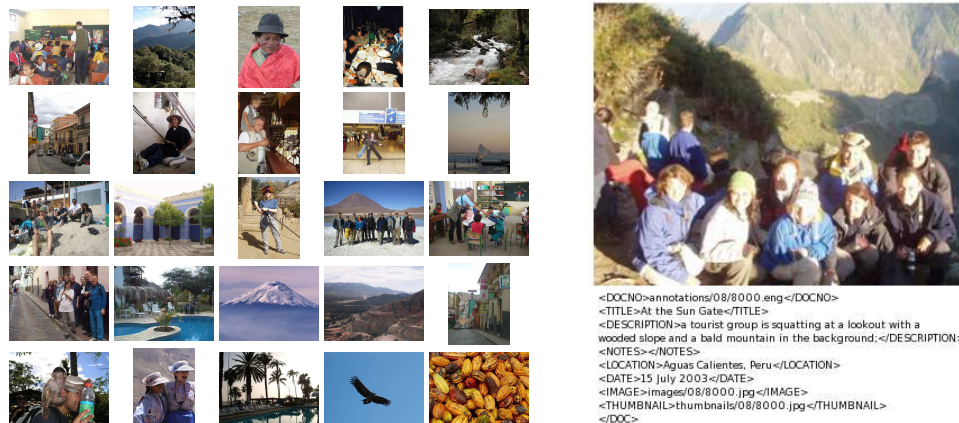 <DOCNO>annotations/08/8000.eng</DOCNO>
<TITLE>At the Sun Gate</TITLE>
<DESCRIPTION>a tourist group is squatting at a lookout with a
wooded slope and a bald mountain in the background;</DESCRIPTION>
<NOTES></NOTES>
<LOCATION>Aguas Calientes, Peru</LOCATION>
<DATE>15 July 2003</DATE>
<IMAGE>images/08/8000.jpg</IMAGE>
<THUMBNAIL>thumbnails/08/8000.jpg</THUMBNAIL>
</DOC>